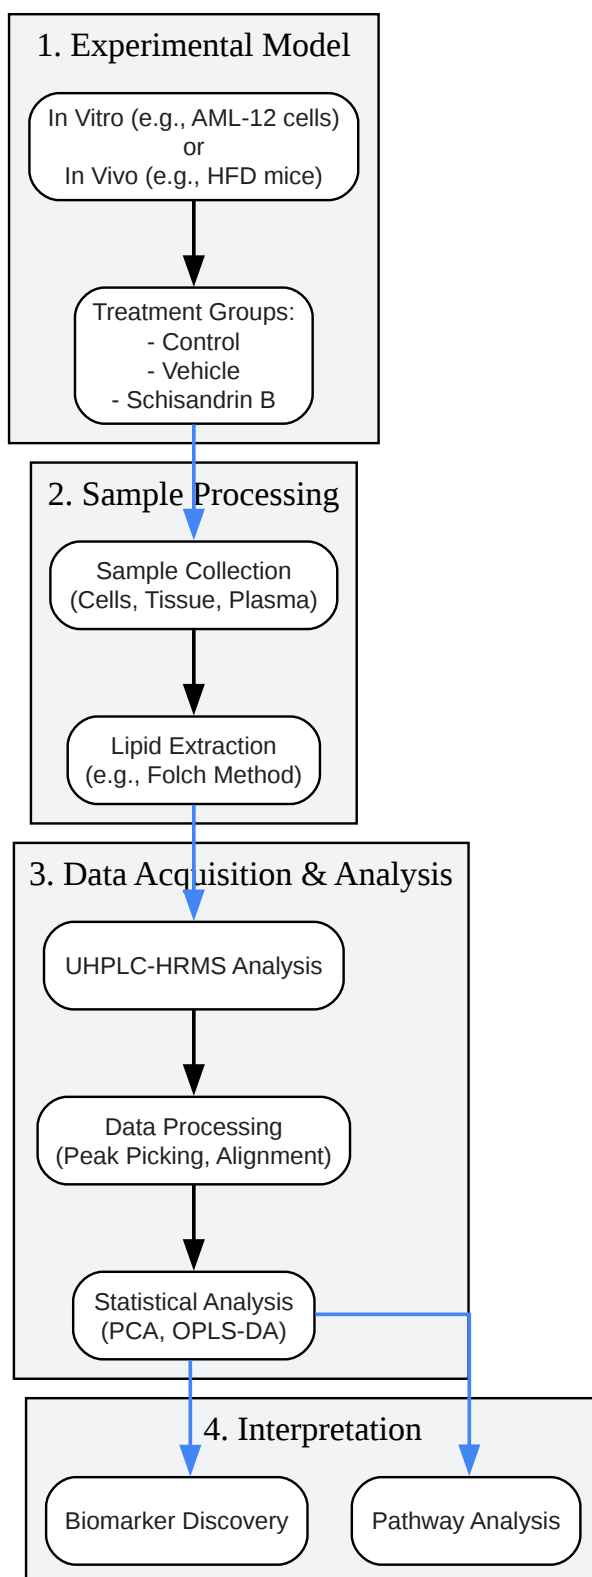 1. Experimental Model
In Vitro (e.g., AML-12 cells)
or
In Vivo (e.g., HFD mice)
Treatment Groups:
- Control
- Vehicle
- Schisandrin B
2. Sample Processing
Sample Collection
(Cells, Tissue, Plasma)
Lipid Extraction
(e.g., Folch Method)
3. Data Acquisition & Analysis
UHPLC-HRMS Analysis
Data Processing
(Peak Picking, Alignment)
Statistical Analysis
(PCA, OPLS-DA)
4. Interpretation
Biomarker Discovery
Pathway Analysis